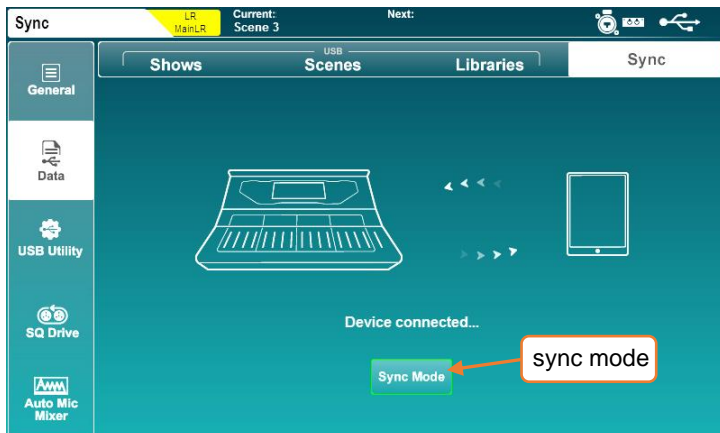 Sync
LR
MainLR
Current:
Scene 3
Next:
General
Data
USB Utility
SQ Drive
Auto Mic
Mixer
USB
Shows
Scenes
Libraries
Sync
Device connected...
Sync Mode
sync mode